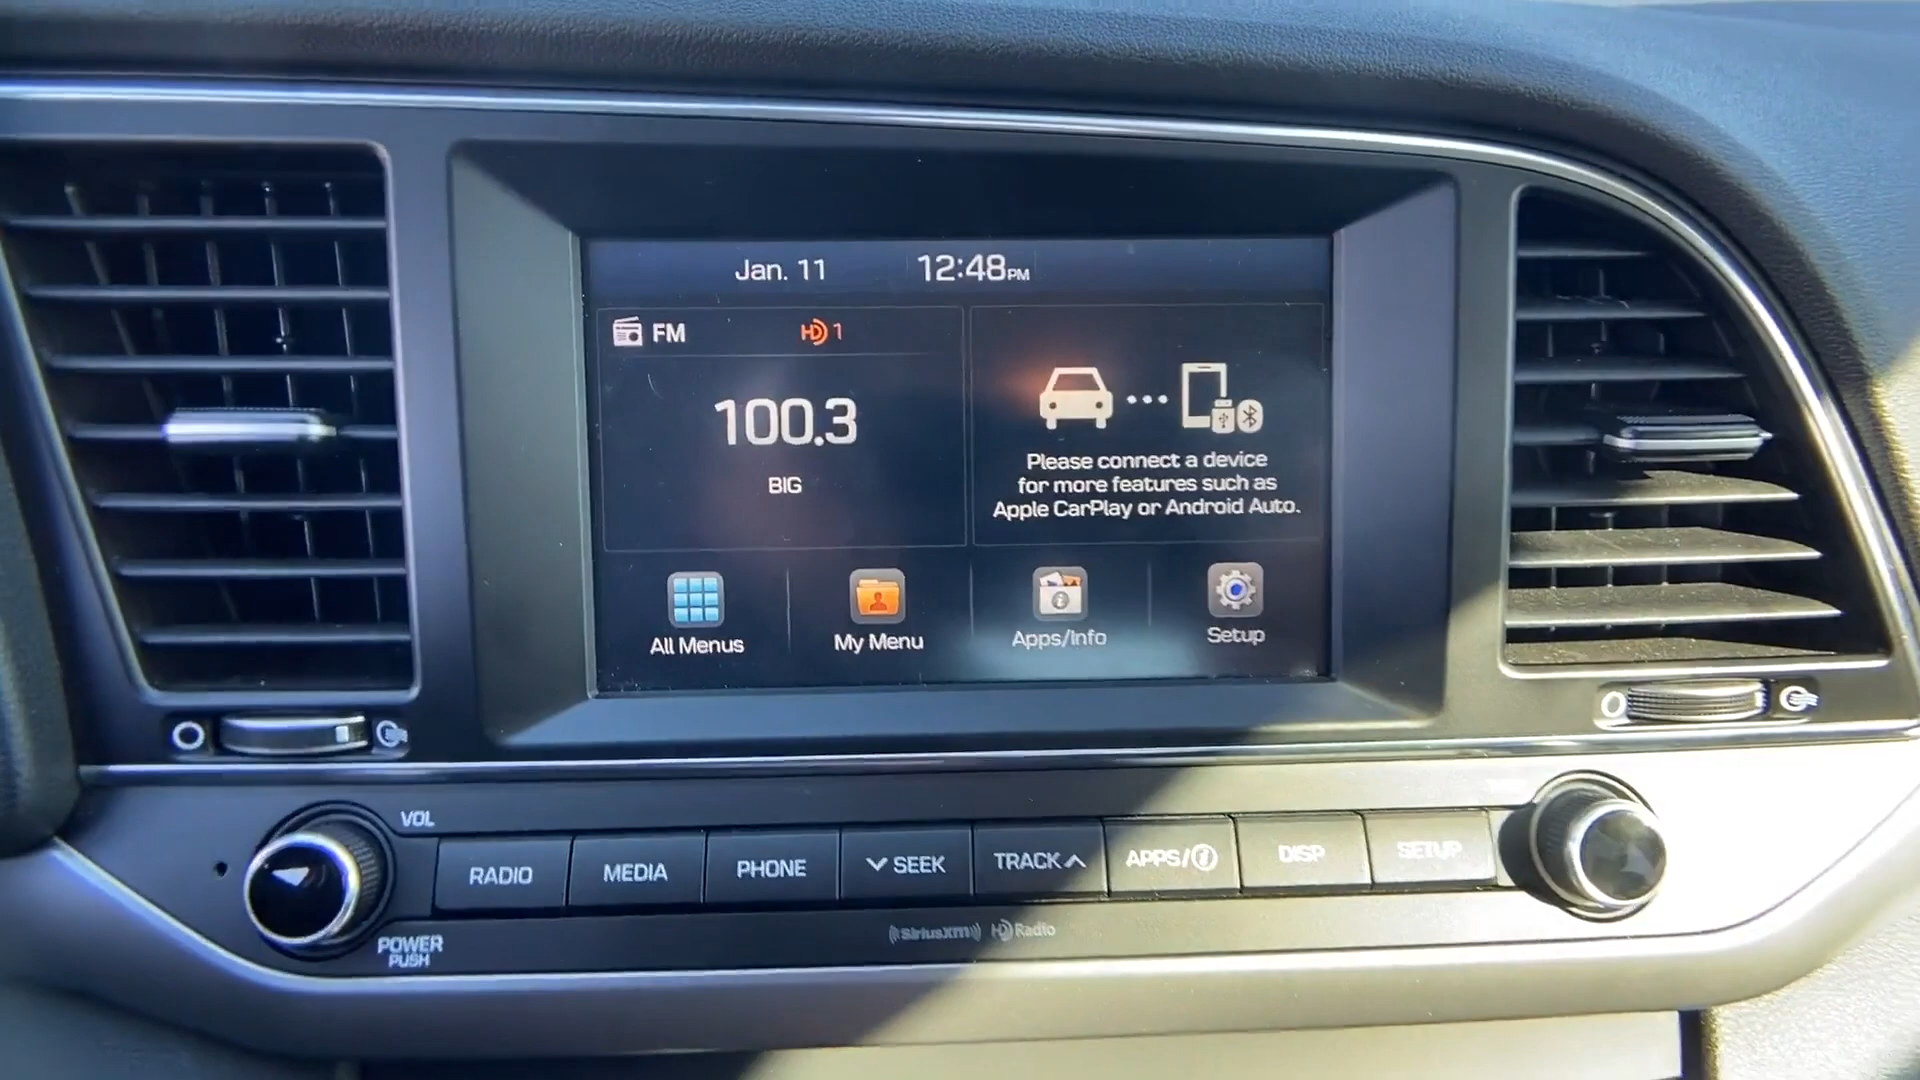 Jan. 11 12:48PM
FM HD 1
100.3
BIG
Please connect a device
for more features such as
Apple CarPlay or Android Auto.
All Menus My Menu Apps/Info Setup
VOL
RADIO MEDIA PHONE SEEK TRACK APPS/i DISP SETUP
POWER
PUSH
SiriusXM HD Radio